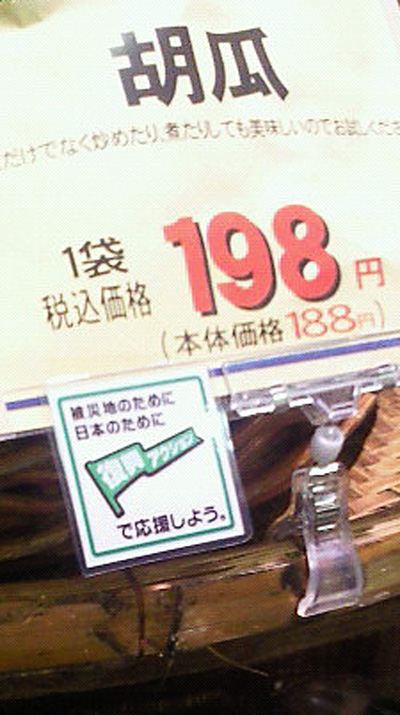 胡瓜
だけでなく炒めたり、煮たりしても美味しいのでお試しくださ
1袋
198円
税込価格
(本体価格188円)
被災地のために
日本のために
復興アクション
で応援しよう。